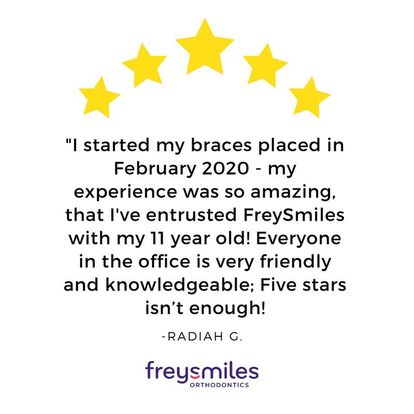 "I started my braces placed in
February 2020 - my
experience was so amazing,
that I've entrusted FreySmiles
with my 11 year old! Everyone
in the office is very friendly
and knowledgeable; Five stars
isn’t enough!
-RADIAH G.
freysmiles
ORTHODONTICS